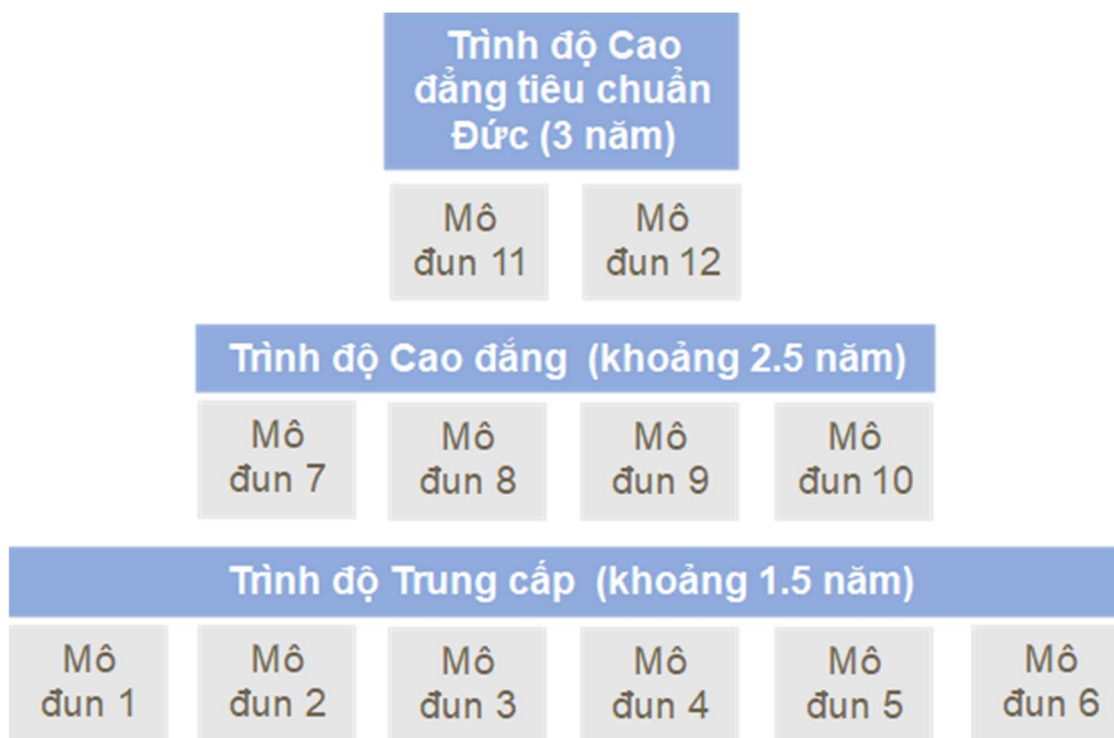 Trình độ Cao
đẳng tiêu chuẩn
Đức (3 năm)
Mô
đun 11
Mô
đun 12
Trình độ Cao đắng (khoảng 2.5 năm)
Mô
đun 7
Mô
đun 8
Mô
đun 9
Mô
đun 10
Trình độ Trung cấp (khoảng 1.5 năm)
Mô
đun 1
Mô
đun 2
Mô
đun 3
Mô
đun 4
Mô
đun 5
Mô
đun 6